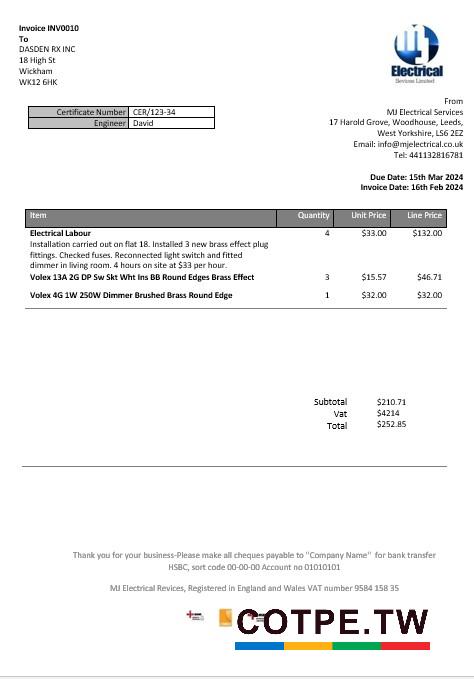 Invoice INV0010
To
DASDEN RX INC
18 High St
Wickham
WK12 6HK
Electrical
Services Limited
Certificate Number CER/123-34
Engineer David
From
MJ Electrical Services
17 Harold Grove, Woodhouse, Leeds,
West Yorkshire, LS6 2EZ
Email: info@mjelectrical.co.uk
Tel: 441132816781
Due Date: 15th Mar 2024
Invoice Date: 16th Feb 2024
Item Quantity Unit Price Line Price
Electrical Labour 4 $33.00 $132.00
Installation carried out on flat 18. Installed 3 new brass effect plug
fittings. Checked fuses. Reconnected light switch and fitted
dimmer in living room. 4 hours on site at $33 per hour.
Volex 13A 2G DP Sw Skt Wht Ins BB Round Edges Brass Effect 3 $15.57 $46.71
Volex 4G 1W 250W Dimmer Brushed Brass Round Edge 1 $32.00 $32.00
Subtotal $210.71
Vat $4214
Total $252.85
Thank you for your business-Please make all cheques payable to "Company Name" for bank transfer
HSBC, sort code 00-00-00 Account no 01010101
MJ Electrical Revices, Registered in England and Wales VAT number 9584 158 35
COTPE.TW